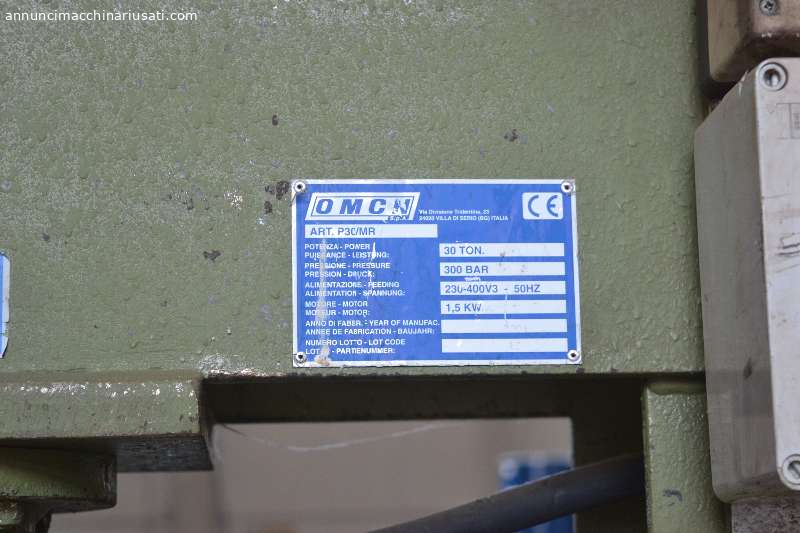 annuncimacchinariusati.com
OMCN S.p.A.
Via Divisione Tridentina, 23
24020 VILLA DI SERIO (BG) ITALIA
CE
ART. P30/MR
POTENZA - POWER
PUISSANCE - LEISTUNG:
30 TON.
PRESSIONE - PRESSURE
PRESSION - DRUCK:
300 BAR
ALIMENTAZIONE - FEEDING
ALIMENTATION - SPANNUNG:
230-400V3 - 50HZ
MOTORE - MOTOR
MOTEUR - MOTOR:
1,5 KW
ANNO DI FABBR. - YEAR OF MANUFAC.
ANNEE DE FABRICATION - BAUJAHR:
NUMERO LOTTO - LOT CODE
LOT - PARTIENUMMER: